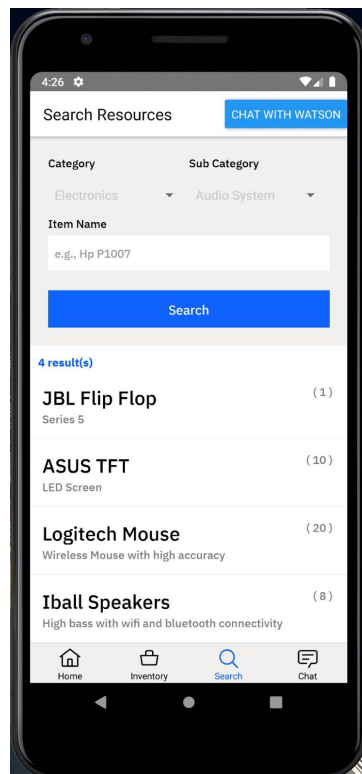 4:26
Search Resources
CHAT WITH WATSON
Category
Sub Category
Electronics
Audio System
Item Name
e.g., Hp P1007
Search
4 result(s)
JBL Flip Flop
(1)
Series 5
ASUS TFT
(10)
LED Screen
Logitech Mouse
(20)
Wireless Mouse with high accuracy
Iball Speakers
(8)
High bass with wifi and bluetooth connectivity
Home
Inventory
Search
Chat